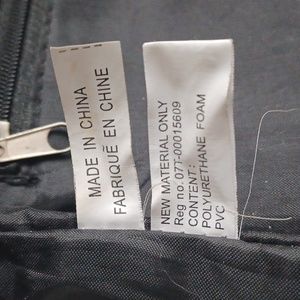 MADE IN CHINA
FABRIQUÉ EN CHINE
NEW MATERIAL ONLY
Reg no. 07T-00015609
CONTENT:
POLYURETHANE FOAM
PVC